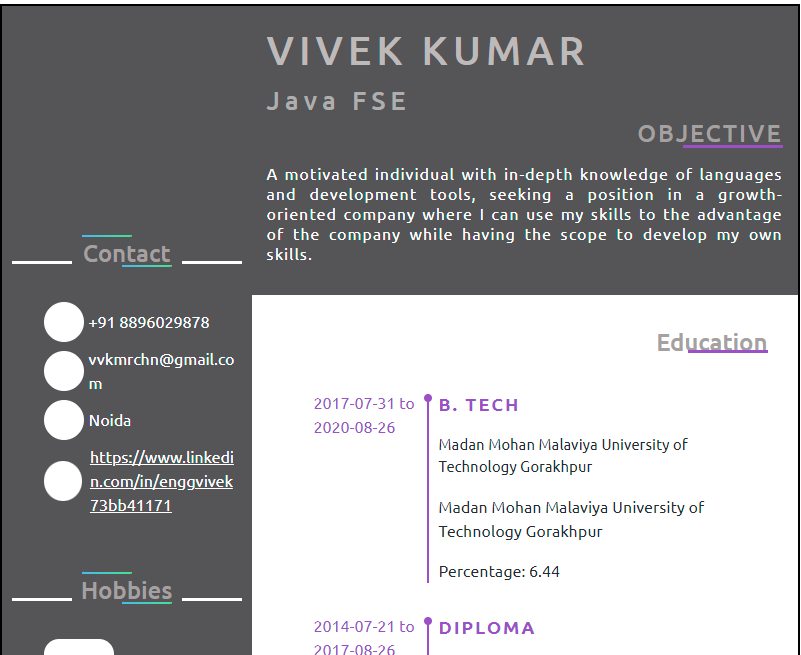 VIVEK KUMAR
Java FSE
OBJECTIVE
A motivated individual with in-depth knowledge of languages
and development tools, seeking a position in a growth-
oriented company where I can use my skills to the advantage
of the company while having the scope to develop my own
skills.
Contact
+91 8896029878
vvkmrchn@gmail.co
m
Noida
https://www.linkedi
n.com/in/enggvivek
73bb41171
Hobbies
Education
2017-07-31 to
2020-08-26
B. TECH
Madan Mohan Malaviya University of
Technology Gorakhpur
Madan Mohan Malaviya University of
Technology Gorakhpur
Percentage: 6.44
2014-07-21 to
2017-08-26
DIPLOMA